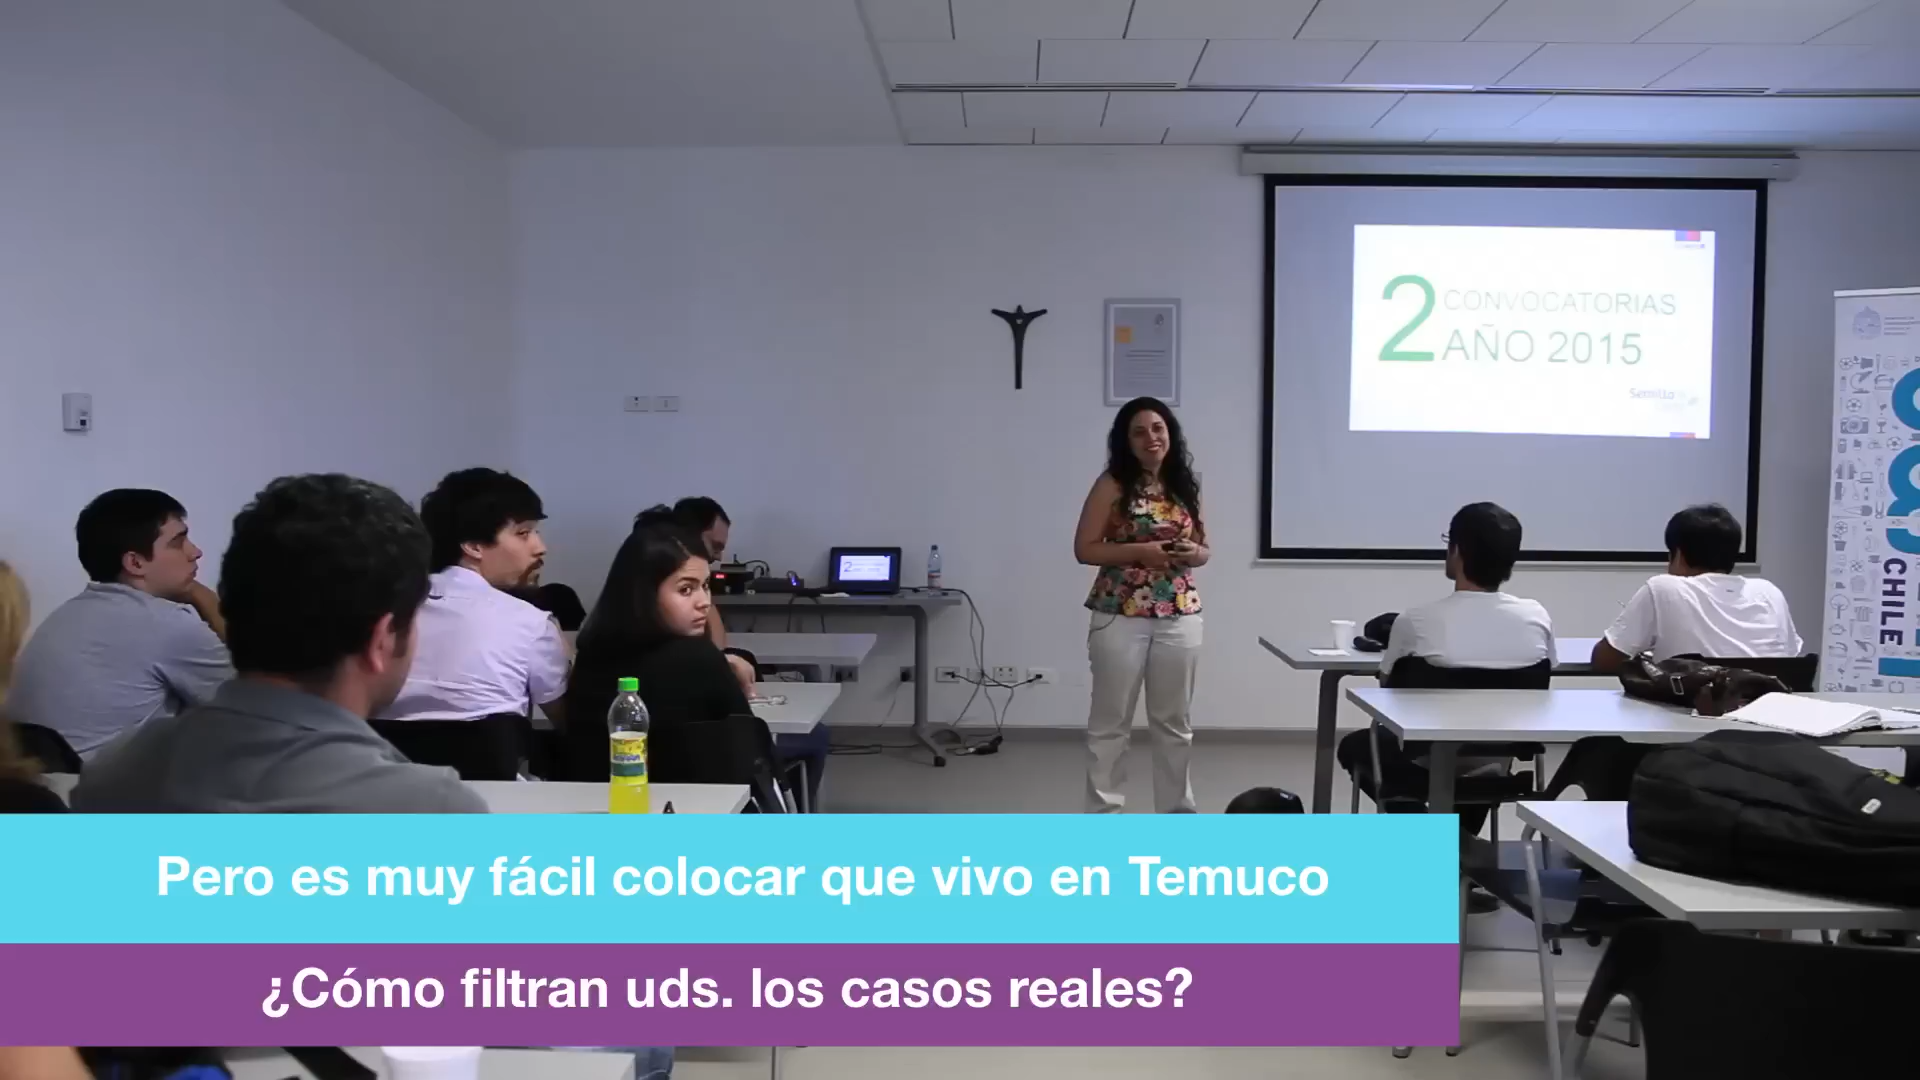 2 CONVOCATORIAS
AÑO 2015
Semilla
CHILE
Pero es muy fácil colocar que vivo en Temuco
¿Cómo filtran uds. los casos reales?